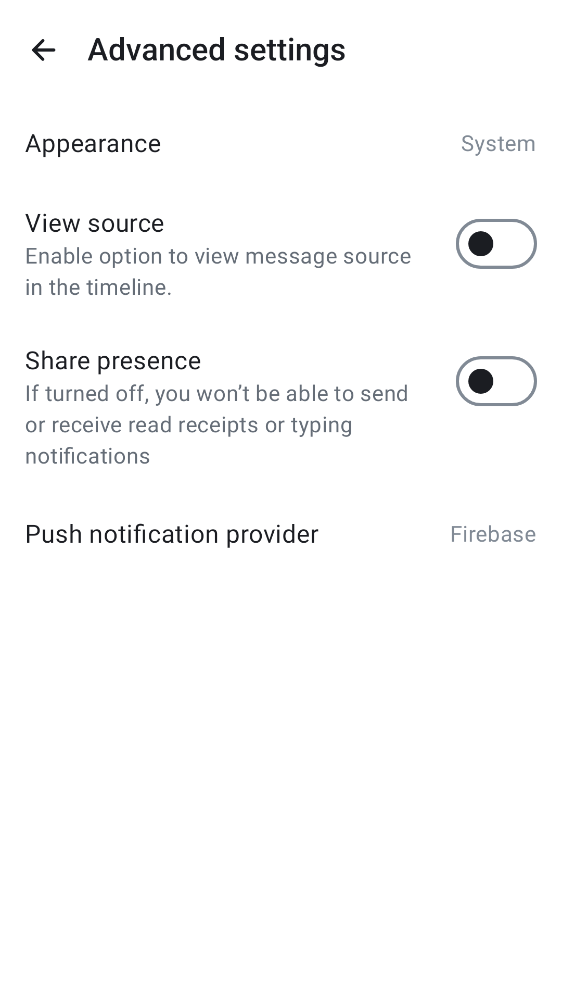 Advanced settings
Appearance System
View source
Enable option to view message source
in the timeline.
Share presence
If turned off, you won’t be able to send
or receive read receipts or typing
notifications
Push notification provider Firebase